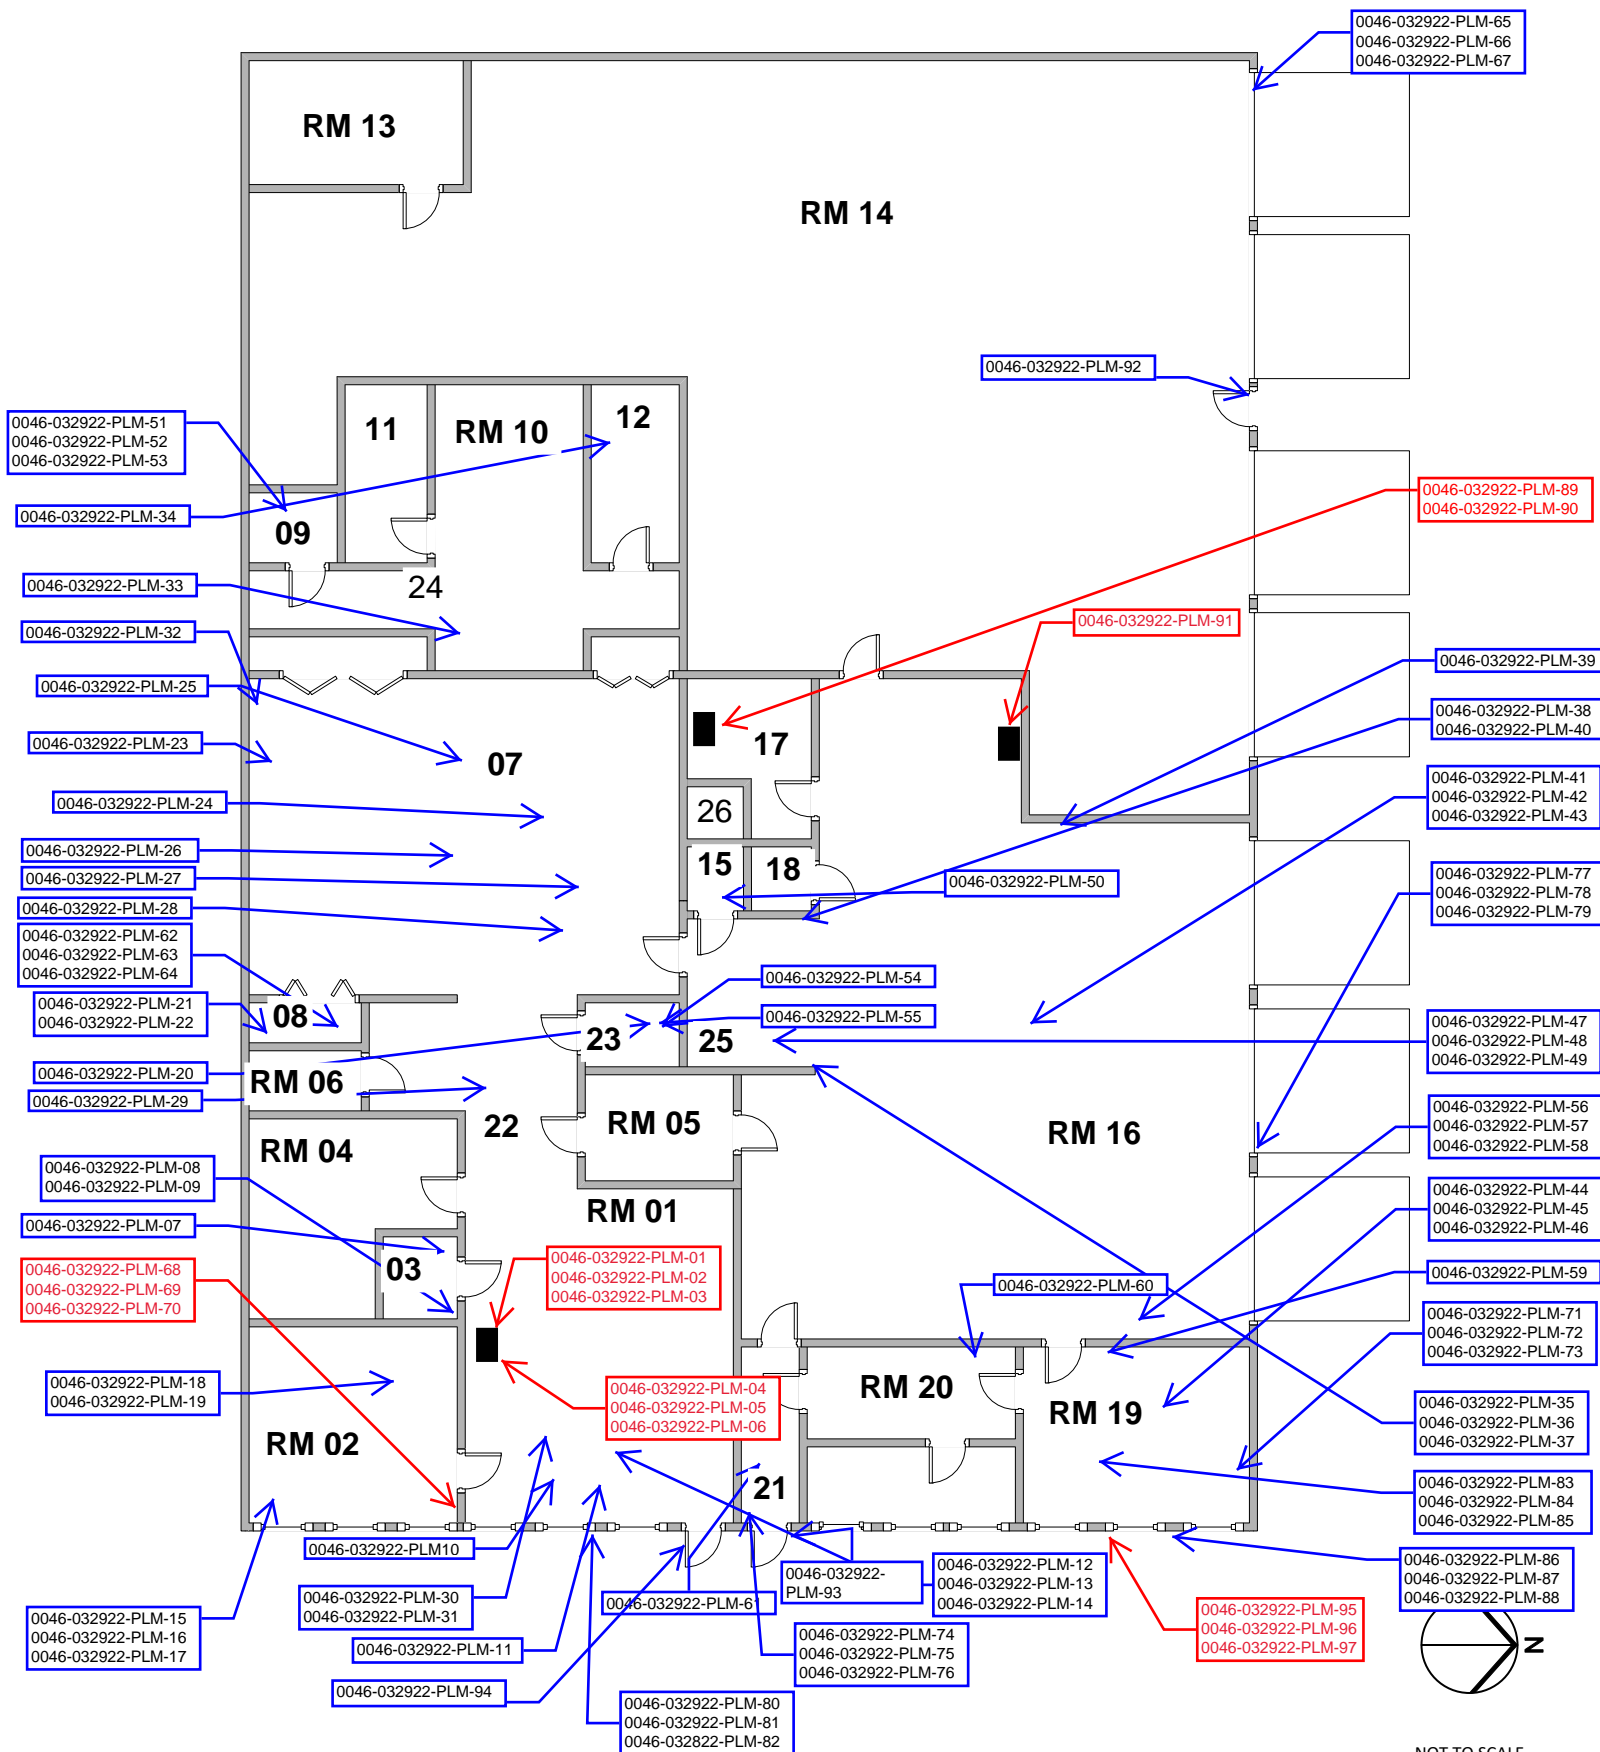 0046-032922-PLM-65
0046-032922-PLM-66
0046-032922-PLM-67
RM 13
RM 14
0046-032922-PLM-92
0046-032922-PLM-51
0046-032922-PLM-52
0046-032922-PLM-53
11
RM 10
12
0046-032922-PLM-89
0046-032922-PLM-90
0046-032922-PLM-34
09
0046-032922-PLM-33
24
0046-032922-PLM-32
0046-032922-PLM-91
0046-032922-PLM-39
0046-032922-PLM-25
0046-032922-PLM-38
0046-032922-PLM-40
0046-032922-PLM-23
07
17
0046-032922-PLM-41
0046-032922-PLM-42
0046-032922-PLM-43
0046-032922-PLM-24
26
0046-032922-PLM-26
0046-032922-PLM-27
15
18
0046-032922-PLM-50
0046-032922-PLM-77
0046-032922-PLM-78
0046-032922-PLM-79
0046-032922-PLM-28
0046-032922-PLM-62
0046-032922-PLM-63
0046-032922-PLM-64
0046-032922-PLM-54
0046-032922-PLM-21
0046-032922-PLM-22
08
0046-032922-PLM-55
23
25
0046-032922-PLM-47
0046-032922-PLM-48
0046-032922-PLM-49
0046-032922-PLM-20
RM 06
0046-032922-PLM-29
22
RM 05
RM 16
0046-032922-PLM-56
0046-032922-PLM-57
0046-032922-PLM-58
RM 04
0046-032922-PLM-08
0046-032922-PLM-09
0046-032922-PLM-44
0046-032922-PLM-45
0046-032922-PLM-46
0046-032922-PLM-07
RM 01
03
0046-032922-PLM-68
0046-032922-PLM-69
0046-032922-PLM-70
0046-032922-PLM-01
0046-032922-PLM-02
0046-032922-PLM-03
0046-032922-PLM-60
0046-032922-PLM-59
0046-032922-PLM-71
0046-032922-PLM-72
0046-032922-PLM-73
0046-032922-PLM-18
0046-032922-PLM-19
0046-032922-PLM-04
0046-032922-PLM-05
0046-032922-PLM-06
RM 20
RM 19
0046-032922-PLM-35
0046-032922-PLM-36
0046-032922-PLM-37
RM 02
21
0046-032922-PLM-83
0046-032922-PLM-84
0046-032922-PLM-85
0046-032922-PLM10
0046-032922-PLM-30
0046-032922-PLM-31
0046-032922-PLM-61
0046-032922-
PLM-93
0046-032922-PLM-12
0046-032922-PLM-13
0046-032922-PLM-14
0046-032922-PLM-86
0046-032922-PLM-87
0046-032922-PLM-88
0046-032922-PLM-15
0046-032922-PLM-16
0046-032922-PLM-17
0046-032922-PLM-11
0046-032922-PLM-74
0046-032922-PLM-75
0046-032922-PLM-76
0046-032922-PLM-95
0046-032922-PLM-96
0046-032922-PLM-97
N
0046-032922-PLM-94
0046-032922-PLM-80
0046-032922-PLM-81
0046-032822-PLM-82
NOT TO SCALE